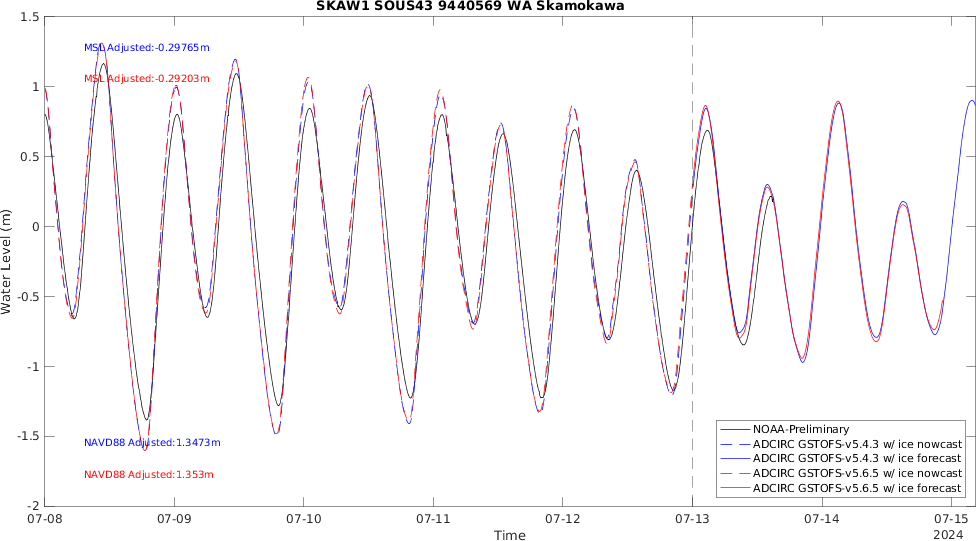 SKAW1 SOUS43 9440569 WA Skamokawa
1.5
1
0.5
0
-0.5
-1
-1.5
-2
Water Level (m)
MSL Adjusted:-0.29765m
MSL Adjusted:-0.29203m
NAVD88 Adjusted:1.3473m
NAVD88 Adjusted:1.353m
NOAA-Preliminary
ADCIRC GSTOFS-v5.4.3 w/ ice nowcast
ADCIRC GSTOFS-v5.4.3 w/ ice forecast
ADCIRC GSTOFS-v5.6.5 w/ ice nowcast
ADCIRC GSTOFS-v5.6.5 w/ ice forecast
07-08 07-09 07-10 07-11 07-12 07-13 07-14 07-15
Time
2024